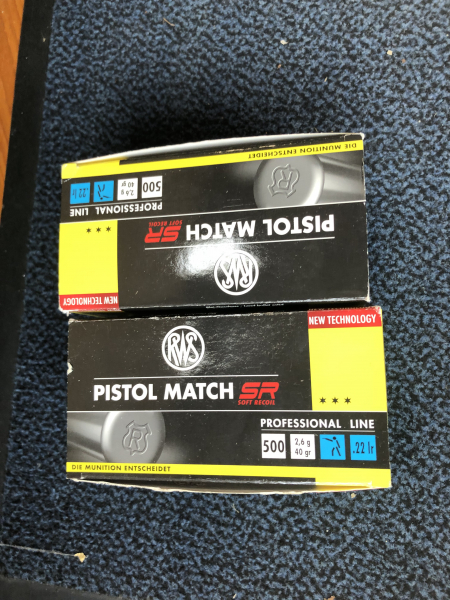 DIE MUNITION ENTSCHEIDET
500
2,6 g
40 gr
.22 lr
PROFESSIONAL LINE
***
PISTOL MATCH SR
SOFT RECOIL
RWS
NEW TECHNOLOGY
R
RWS
NEW TECHNOLOGY
PISTOL MATCH SR
SOFT RECOIL
***
PROFESSIONAL LINE
500
2,6 g
40 gr
.22 lr
R
DIE MUNITION ENTSCHEIDET